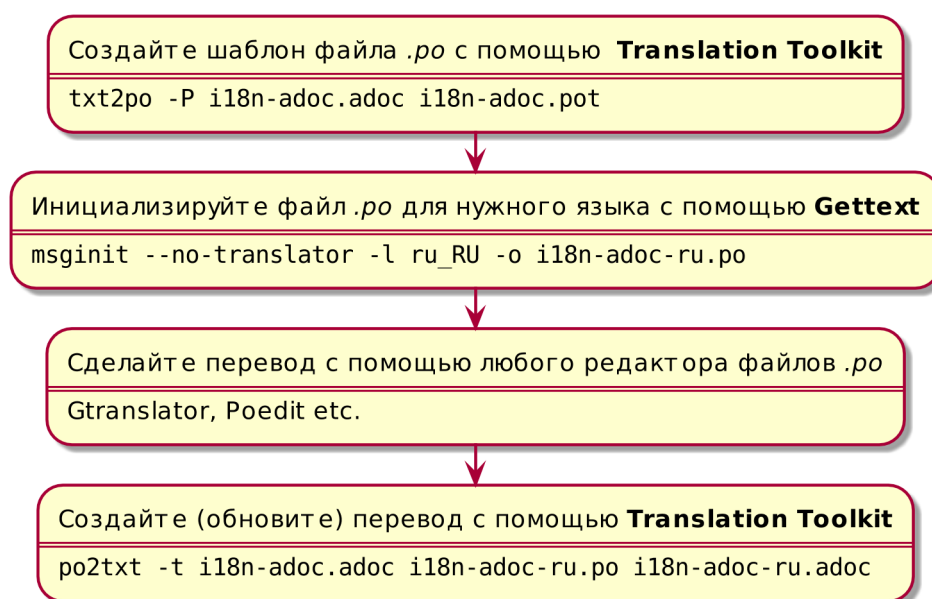 Создайте шаблон файла .po с помощью Translation Toolkit
txt2po -P i18n-adoc.adoc i18n-adoc.pot
Инициализируйте файл .po для нужного языка с помощью Gettext
msginit --no-translator -l ru_RU -o i18n-adoc-ru.po
Сделайте перевод с помощью любого редактора файлов .po
Gtranslator, Poedit etc.
Создайте (обновите) перевод с помощью Translation Toolkit
po2txt -t i18n-adoc.adoc i18n-adoc-ru.po i18n-adoc-ru.adoc